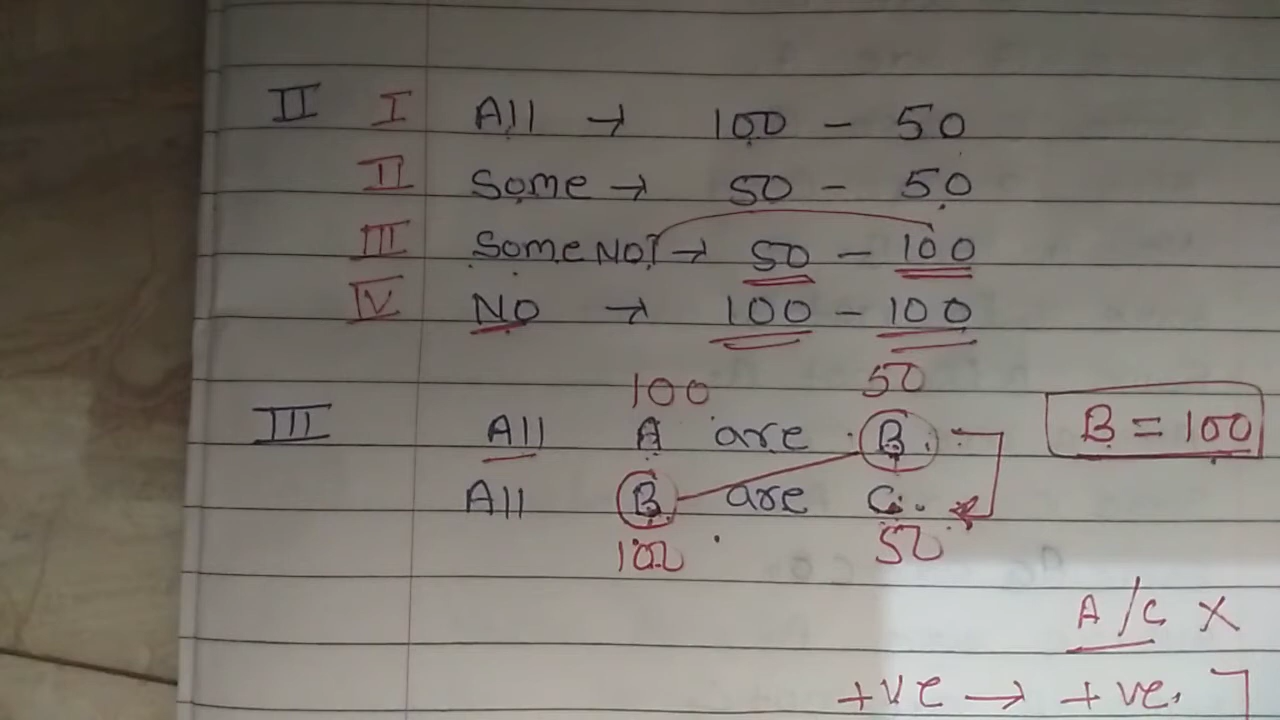 II I All → 100 - 50
II Some → 50 - 50
III Some NOT → 50 - 100
IV NO → 100 - 100
100 50
III All A are B. B = 100
All B are C.
100 50
A/C X
+ve → +ve.